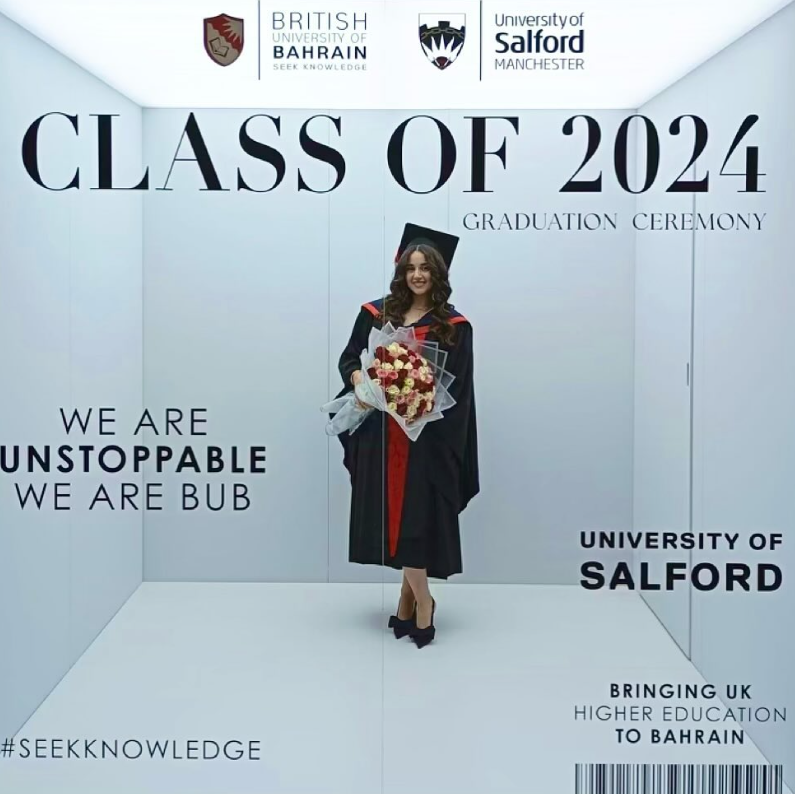 BRITISH
UNIVERSITY OF
BAHRAIN
SEEK KNOWLEDGE
University of
Salford
MANCHESTER
CLASS OF 2024
GRADUATION CEREMONY
WE ARE
UNSTOPPABLE
WE ARE BUB
UNIVERSITY OF
SALFORD
BRINGING UK
HIGHER EDUCATION
TO BAHRAIN
#SEEKKNOWLEDGE